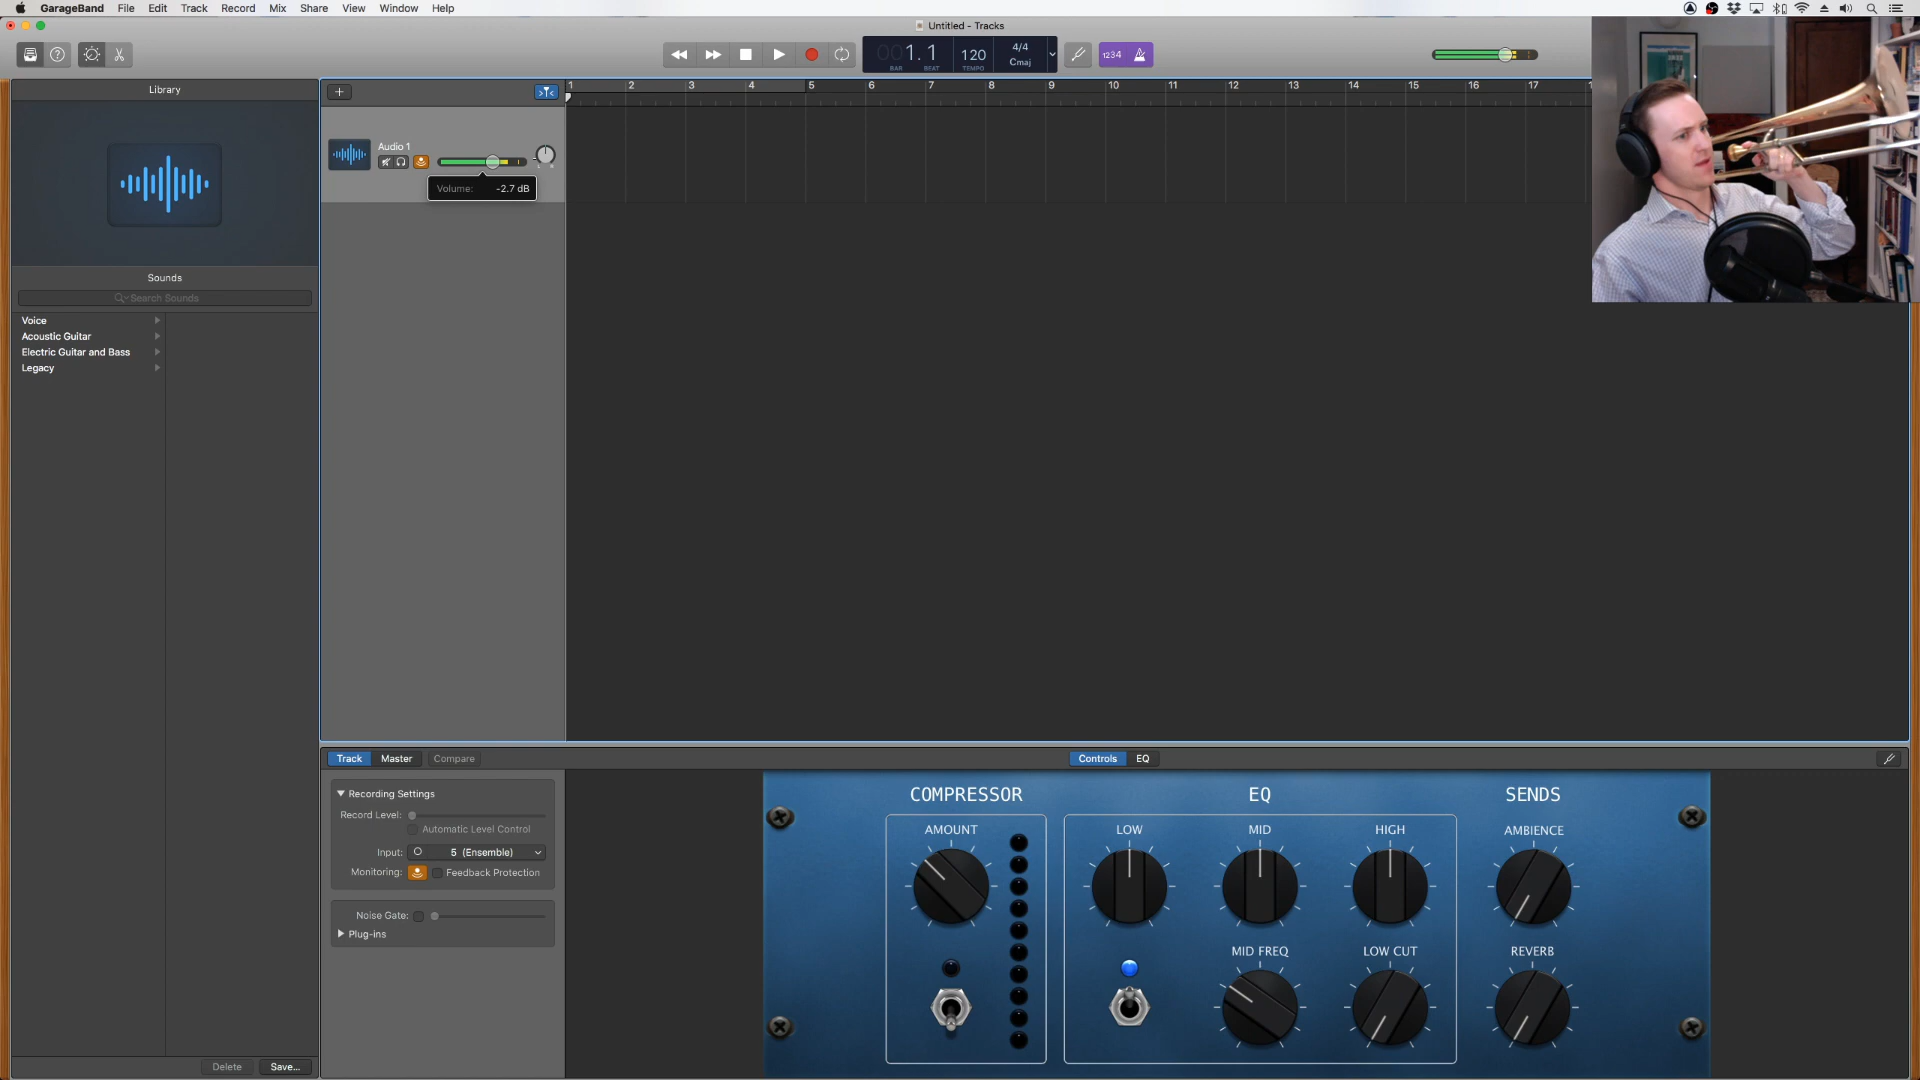 GarageBand File Edit Track Record Mix Share View Window Help
Untitled - Tracks
001.1
BAR BEAT
120
TEMPO
4/4
Cmaj
1234
Library
Sounds
Search Sounds
Voice
Acoustic Guitar
Electric Guitar and Bass
Legacy
Delete Save...
1 2 3 4 5 6 7 8 9 10 11 12 13 14 15 16 17
Audio 1
L R
Volume: -2.7 dB
Track Master Compare
Controls EQ
Recording Settings
Record Level:
Automatic Level Control
Input: 5 (Ensemble)
Monitoring: Feedback Protection
Noise Gate:
Plug-ins
COMPRESSOR
AMOUNT
EQ
LOW MID HIGH
MID FREQ LOW CUT
SENDS
AMBIENCE
REVERB